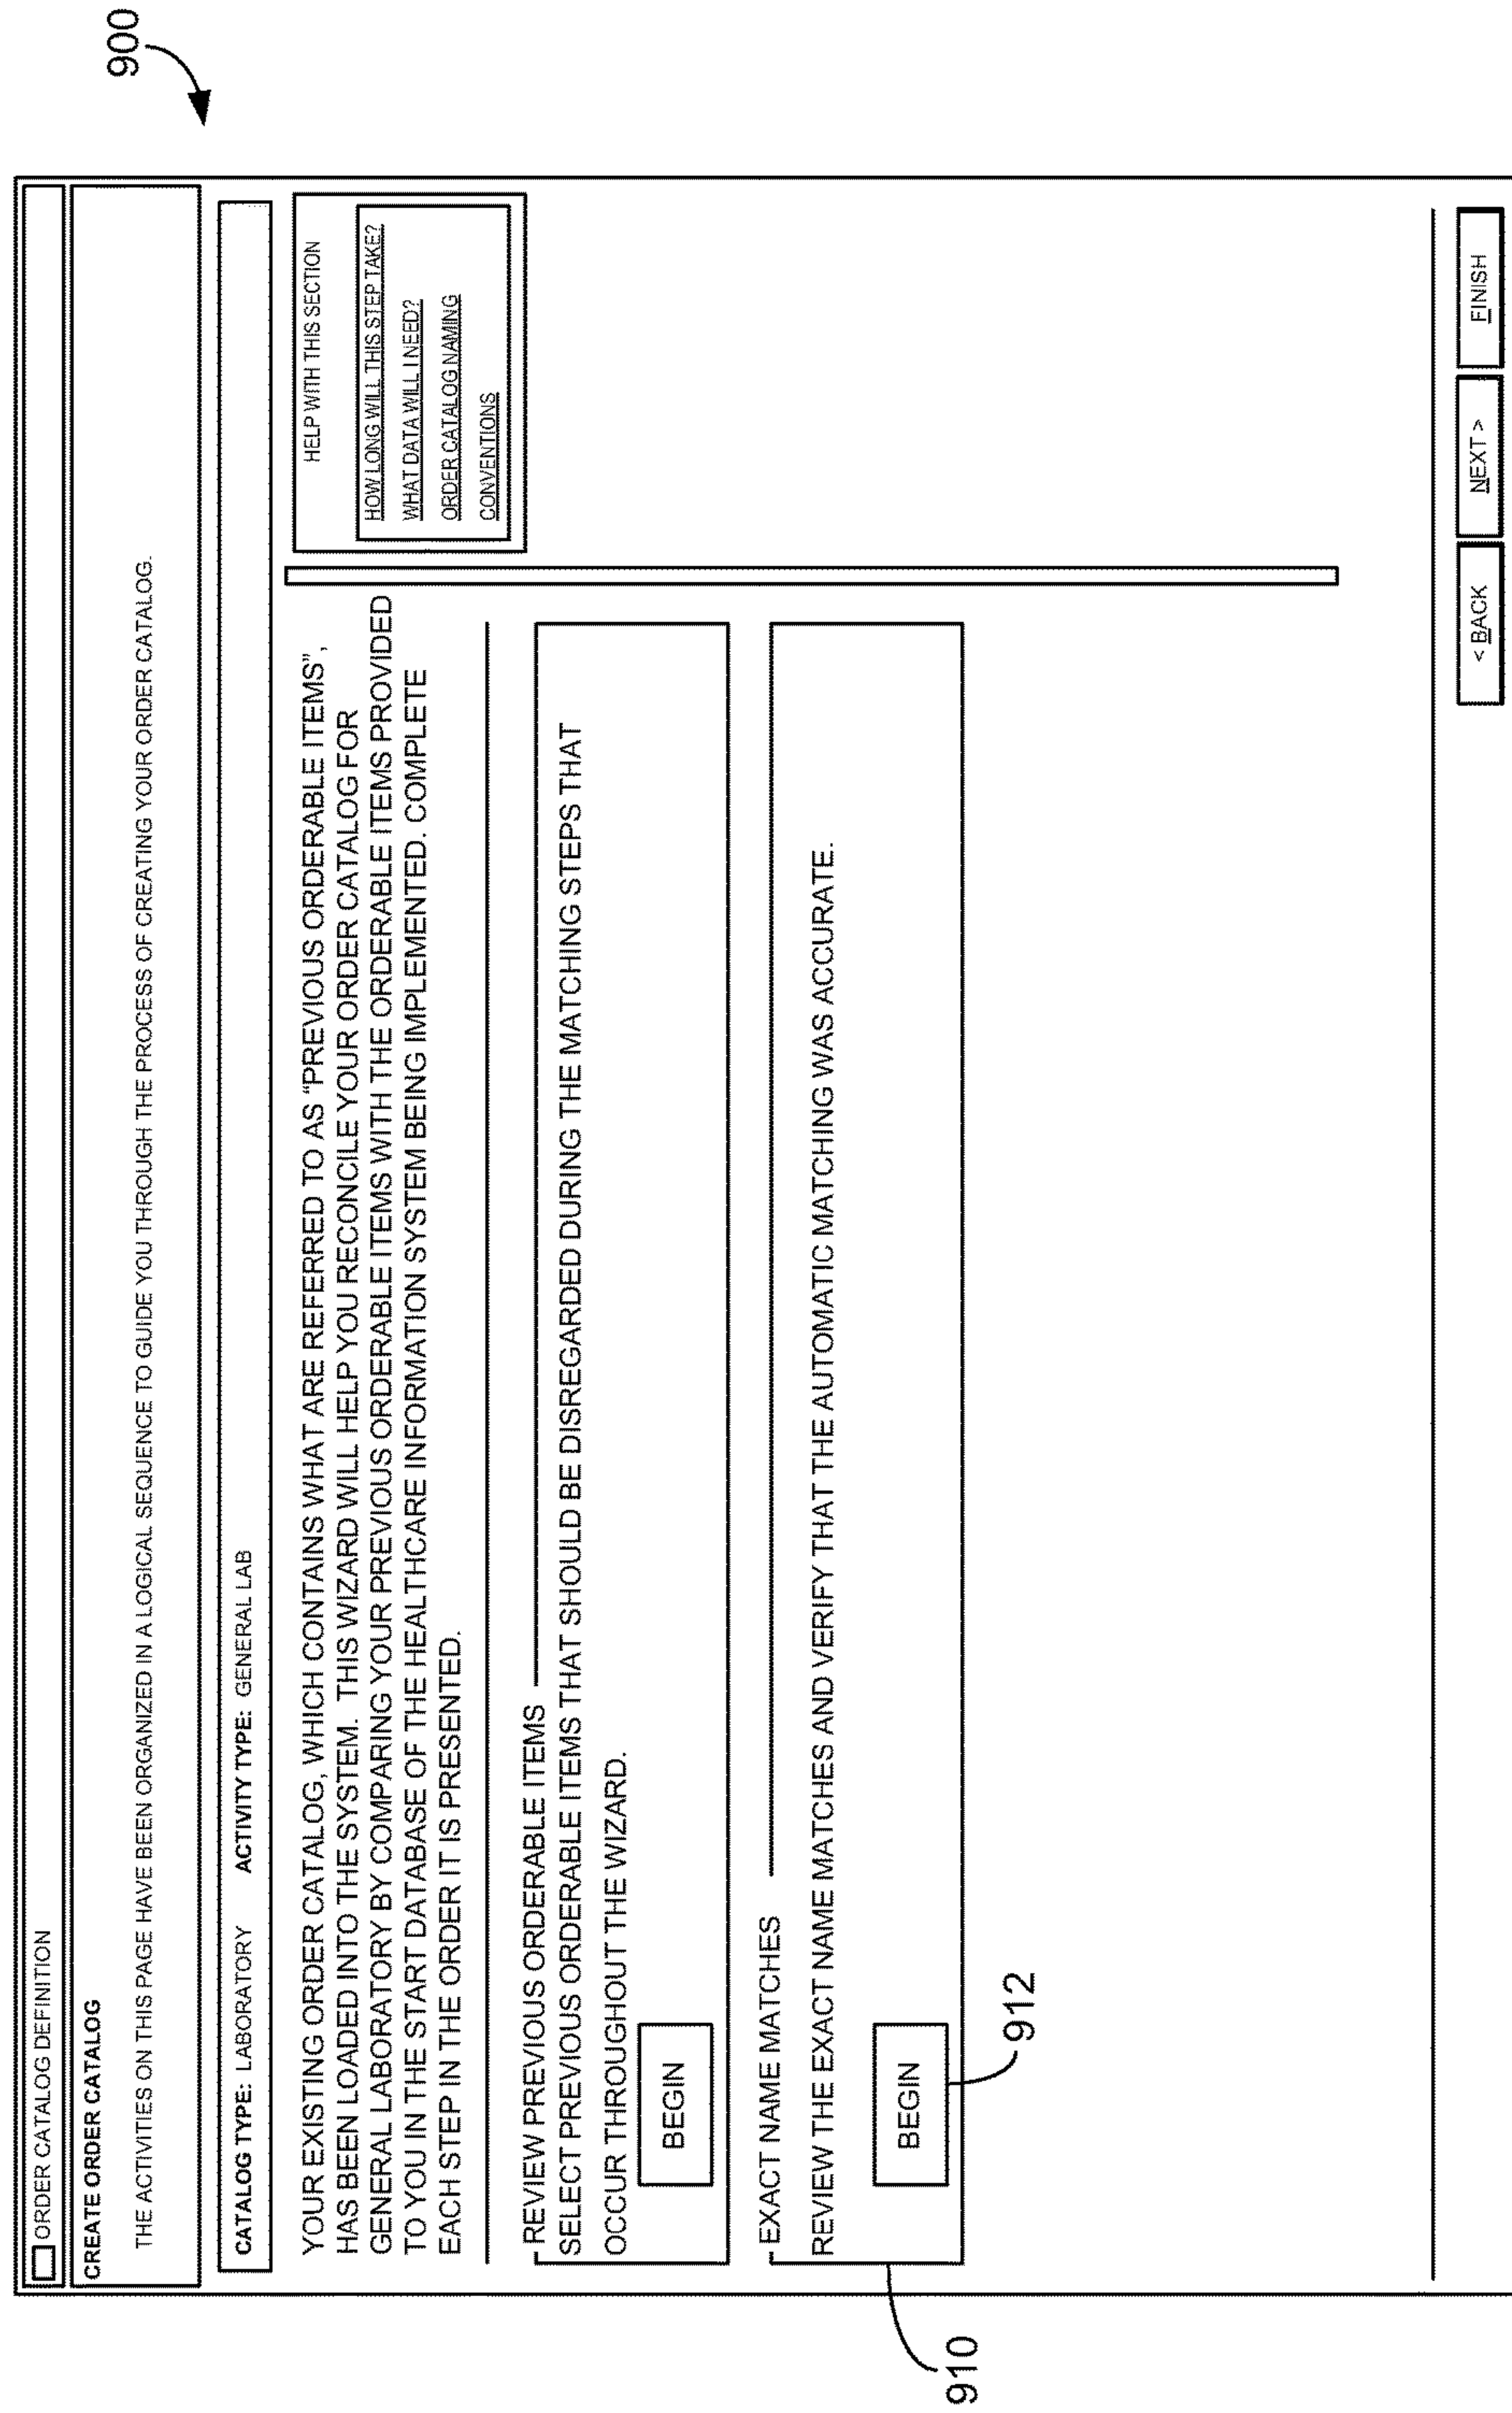 900
ORDER CATALOG DEFINITION
CREATE ORDER CATALOG
THE ACTIVITIES ON THIS PAGE HAVE BEEN ORGANIZED IN A LOGICAL SEQUENCE TO GUIDE YOU THROUGH THE PROCESS OF CREATING YOUR ORDER CATALOG.
CATALOG TYPE: LABORATORY ACTIVITY TYPE: GENERAL LAB
YOUR EXISTING ORDER CATALOG, WHICH CONTAINS WHAT ARE REFERRED TO AS "PREVIOUS ORDERABLE ITEMS",
HAS BEEN LOADED INTO THE SYSTEM. THIS WIZARD WILL HELP YOU RECONCILE YOUR ORDER CATALOG FOR
GENERAL LABORATORY BY COMPARING YOUR PREVIOUS ORDERABLE ITEMS WITH THE ORDERABLE ITEMS PROVIDED
TO YOU IN THE START DATABASE OF THE HEALTHCARE INFORMATION SYSTEM BEING IMPLEMENTED. COMPLETE
EACH STEP IN THE ORDER IT IS PRESENTED.
HELP WITH THIS SECTION
HOW LONG WILL THIS STEP TAKE?
WHAT DATA WILL I NEED?
ORDER CATALOG NAMING
CONVENTIONS
REVIEW PREVIOUS ORDERABLE ITEMS
SELECT PREVIOUS ORDERABLE ITEMS THAT SHOULD BE DISREGARDED DURING THE MATCHING STEPS THAT
OCCUR THROUGHOUT THE WIZARD.
BEGIN
EXACT NAME MATCHES
REVIEW THE EXACT NAME MATCHES AND VERIFY THAT THE AUTOMATIC MATCHING WAS ACCURATE.
BEGIN
910
912
< BACK
NEXT >
FINISH